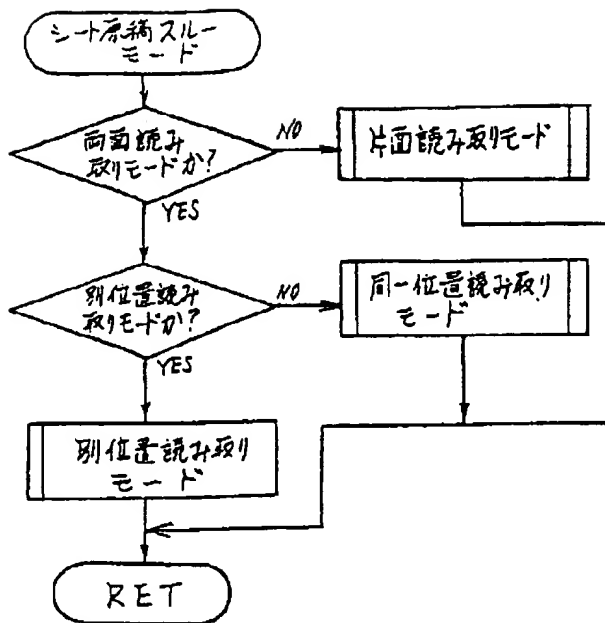 シート原稿スルー
モード
両面読み
取りモードか?
NO
片面読み取りモード
YES
別位置読み
取りモードか?
NO
同一位置読み取り
モード
YES
別位置読み取り
モード
RET